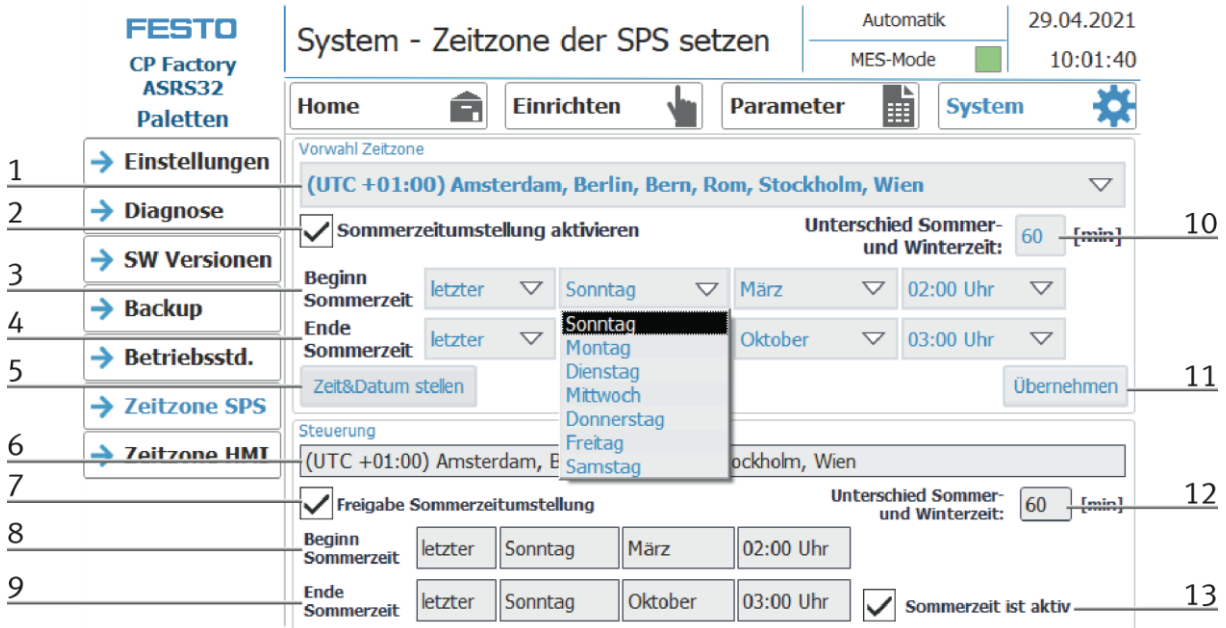 FESTO
CP Factory
ASRS32
Paletten
System - Zeitzone der SPS setzen
Automatik
MES-Mode
29.04.2021
10:01:40
Home
Einrichten
Parameter
System
Einstellungen
Diagnose
SW Versionen
Backup
Betriebsstd.
Zeitzone SPS
Zeitzone HMI
1
2
3
4
5
6
7
8
9
Vorwahl Zeitzone
(UTC +01:00) Amsterdam, Berlin, Bern, Rom, Stockholm, Wien
Sommerzeitumstellung aktivieren
Unterschied Sommer-
und Winterzeit:
60
[min]
10
Beginn
Sommerzeit
letzter
Sonntag
März
02:00 Uhr
Ende
Sommerzeit
letzter
Oktober
03:00 Uhr
Sonntag
Montag
Dienstag
Mittwoch
Donnerstag
Freitag
Samstag
Zeit&Datum stellen
Übernehmen
11
Steuerung
(UTC +01:00) Amsterdam, B
ockholm, Wien
Freigabe Sommerzeitumstellung
Unterschied Sommer-
und Winterzeit:
60
[min]
12
Beginn
Sommerzeit
letzter
Sonntag
März
02:00 Uhr
Ende
Sommerzeit
letzter
Sonntag
Oktober
03:00 Uhr
Sommerzeit ist aktiv
13